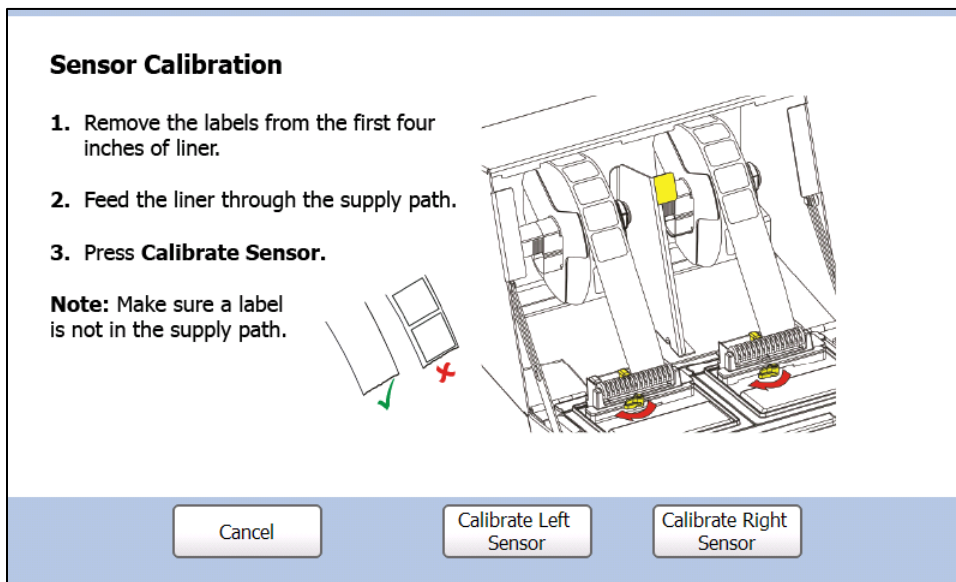 Sensor Calibration
1. Remove the labels from the first four
inches of liner.
2. Feed the liner through the supply path.
3. Press Calibrate Sensor.
Note: Make sure a label
is not in the supply path.
Cancel
Calibrate Left
Sensor
Calibrate Right
Sensor